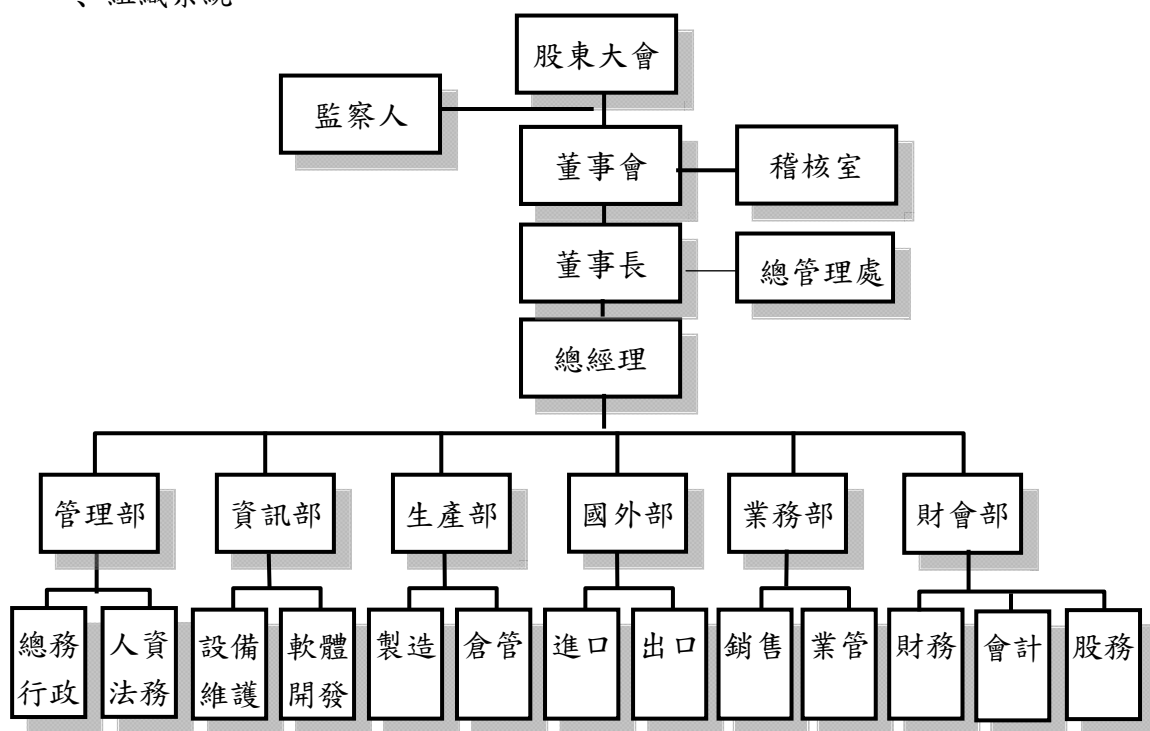 、組織系統
股東大會
監察人
董事會
稽核室
董事長
總管理處
總經理
管理部
資訊部
生產部
國外部
業務部
財會部
總務
行政
人資
法務
設備
維護
軟體
開發
製造
倉管
進口
出口
銷售
業管
財務
會計
股務